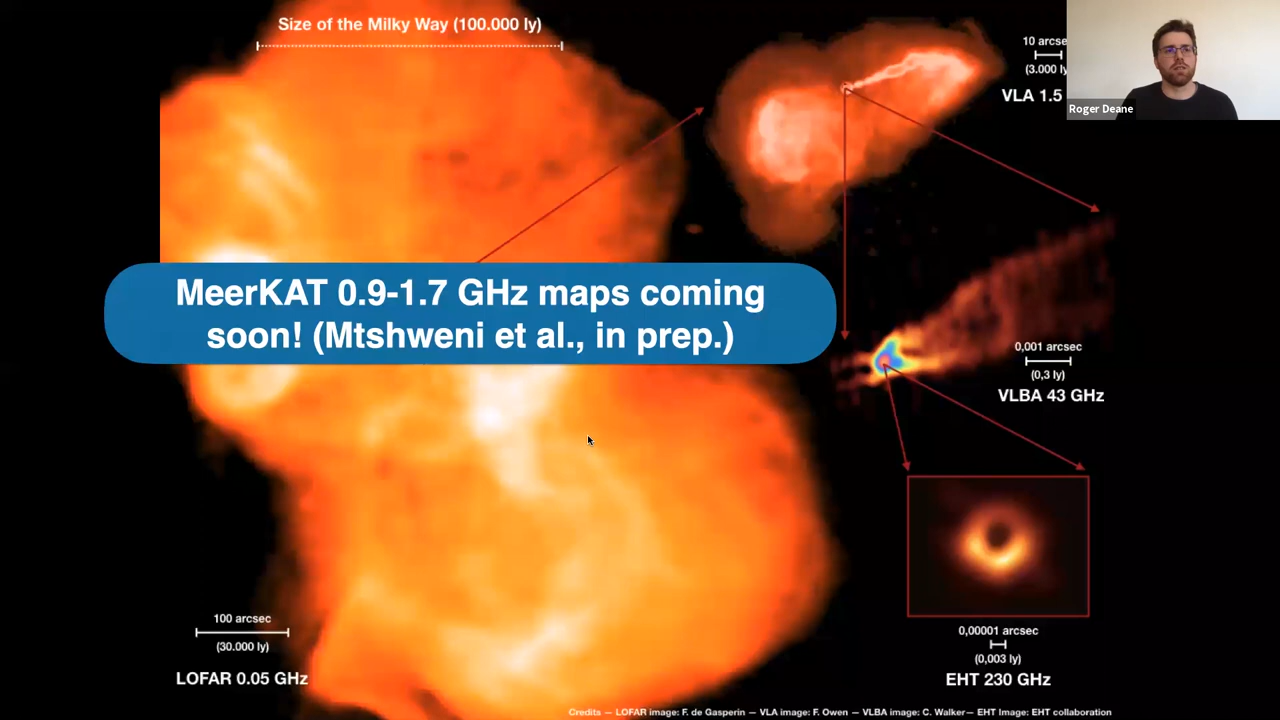 Size of the Milky Way (100.000 ly)
10 arcse
(3.000 ly
VLA 1.5
Roger Deane
MeerKAT 0.9-1.7 GHz maps coming
soon! (Mtshweni et al., in prep.)
0,001 arcsec
(0,3 ly)
VLBA 43 GHz
100 arcsec
(30.000 ly)
LOFAR 0.05 GHz
0,00001 arcsec
(0,003 ly)
EHT 230 GHz
Credits — LOFAR image: F. de Gasperin — VLA image: F. Owen — VLBA image: C. Walker— EHT Image: EHT collaboration